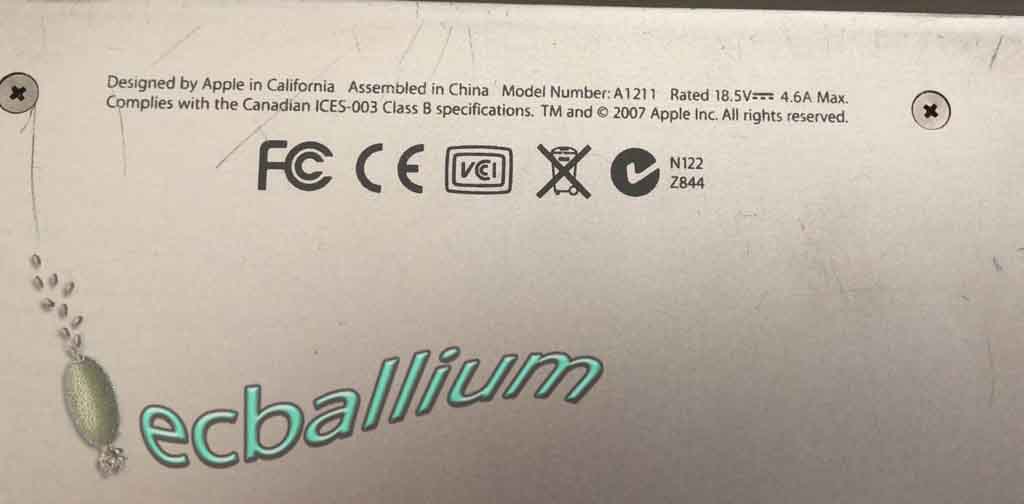 Designed by Apple in California Assembled in China Model Number: A1211 Rated 18.5V⎓ 4.6A Max.
Complies with the Canadian ICES-003 Class B specifications. TM and © 2007 Apple Inc. All rights reserved.
FC CE VCI N122
Z844
ecballium